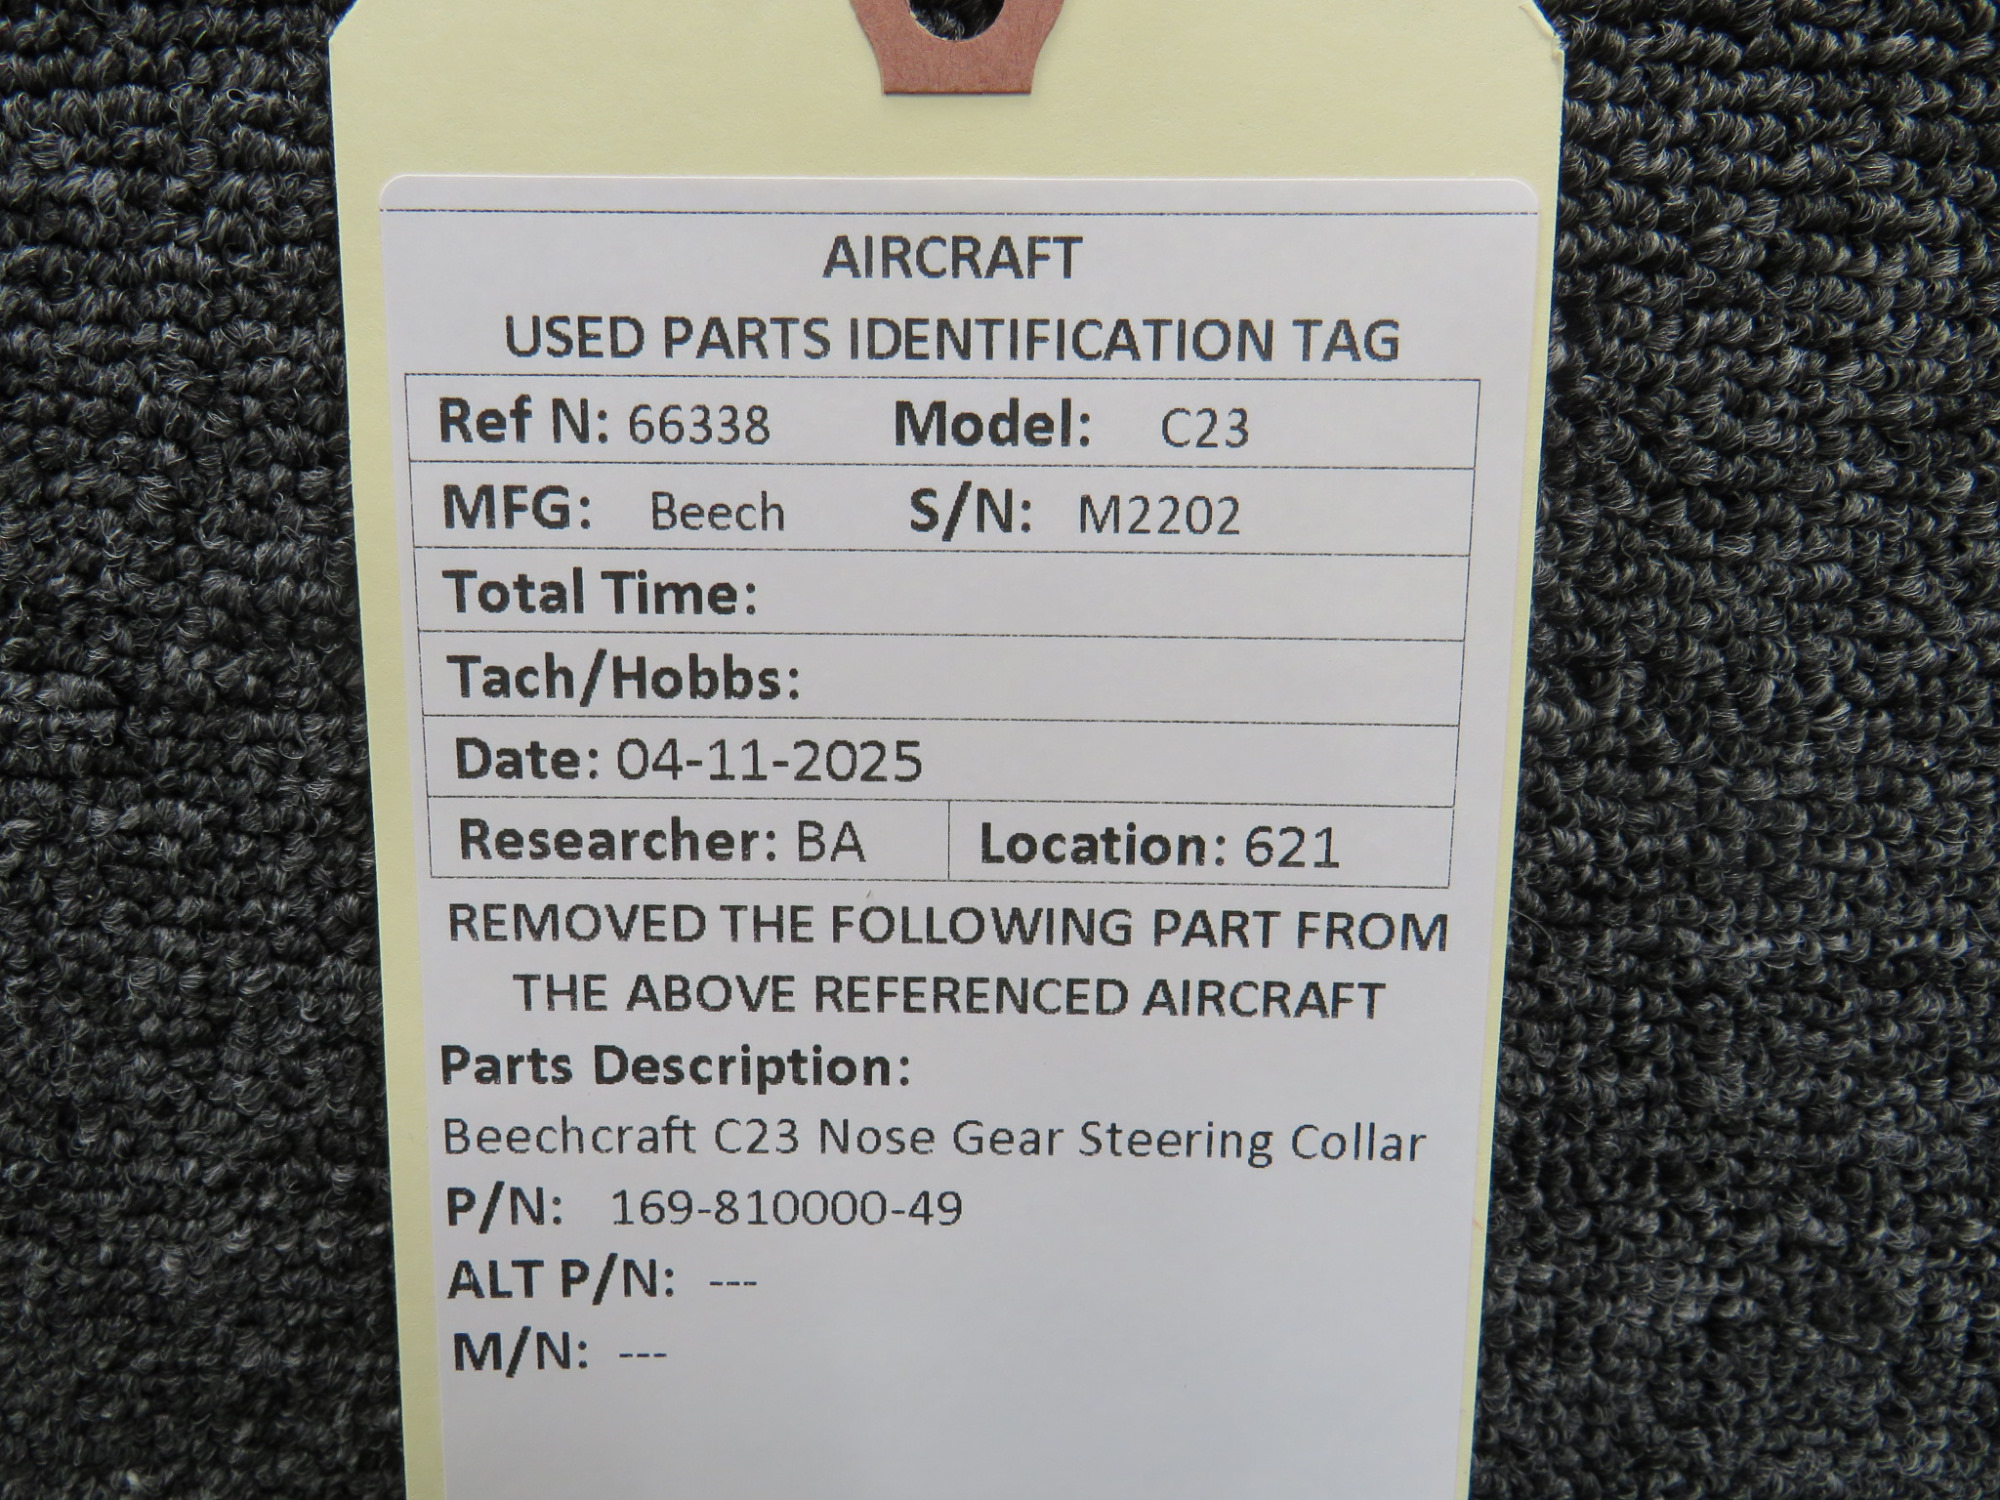 AIRCRAFT
USED PARTS IDENTIFICATION TAG
Ref N: 66338 Model: C23
MFG: Beech S/N: M2202
Total Time:
Tach/Hobbs:
Date: 04-11-2025
Researcher: BA Location: 621
REMOVED THE FOLLOWING PART FROM
THE ABOVE REFERENCED AIRCRAFT
Parts Description:
Beechcraft C23 Nose Gear Steering Collar
P/N: 169-810000-49
ALT P/N: ---
M/N: ---